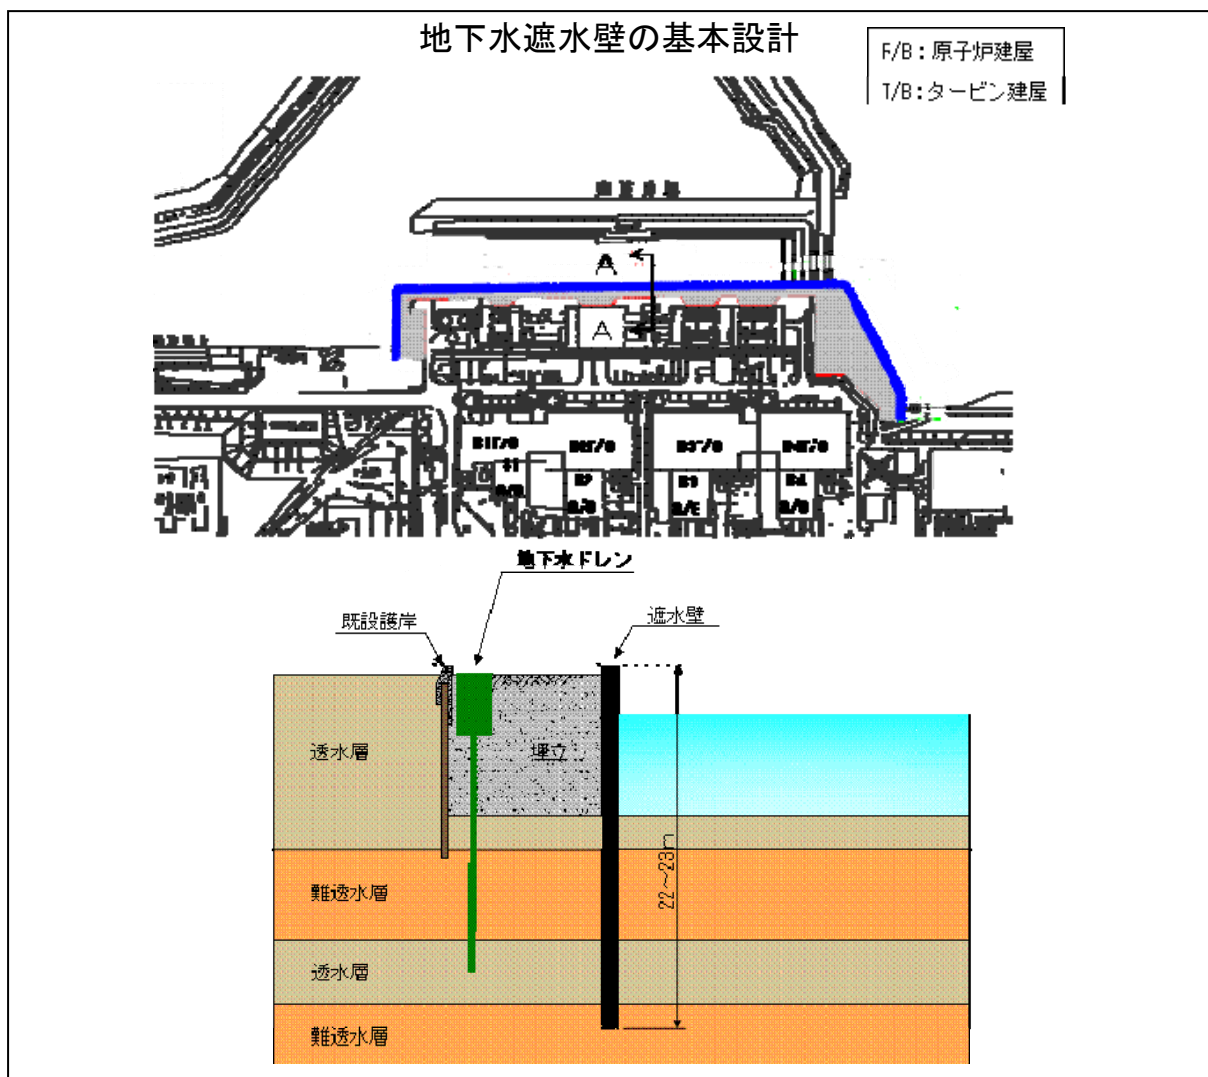 地下水遮水壁の基本設計
R/B：原子炉建屋
T/B：タービン建屋
A
A
地下水ドレン
既設護岸
遮水壁
透水層
埋立
22～23m
難透水層
透水層
難透水層